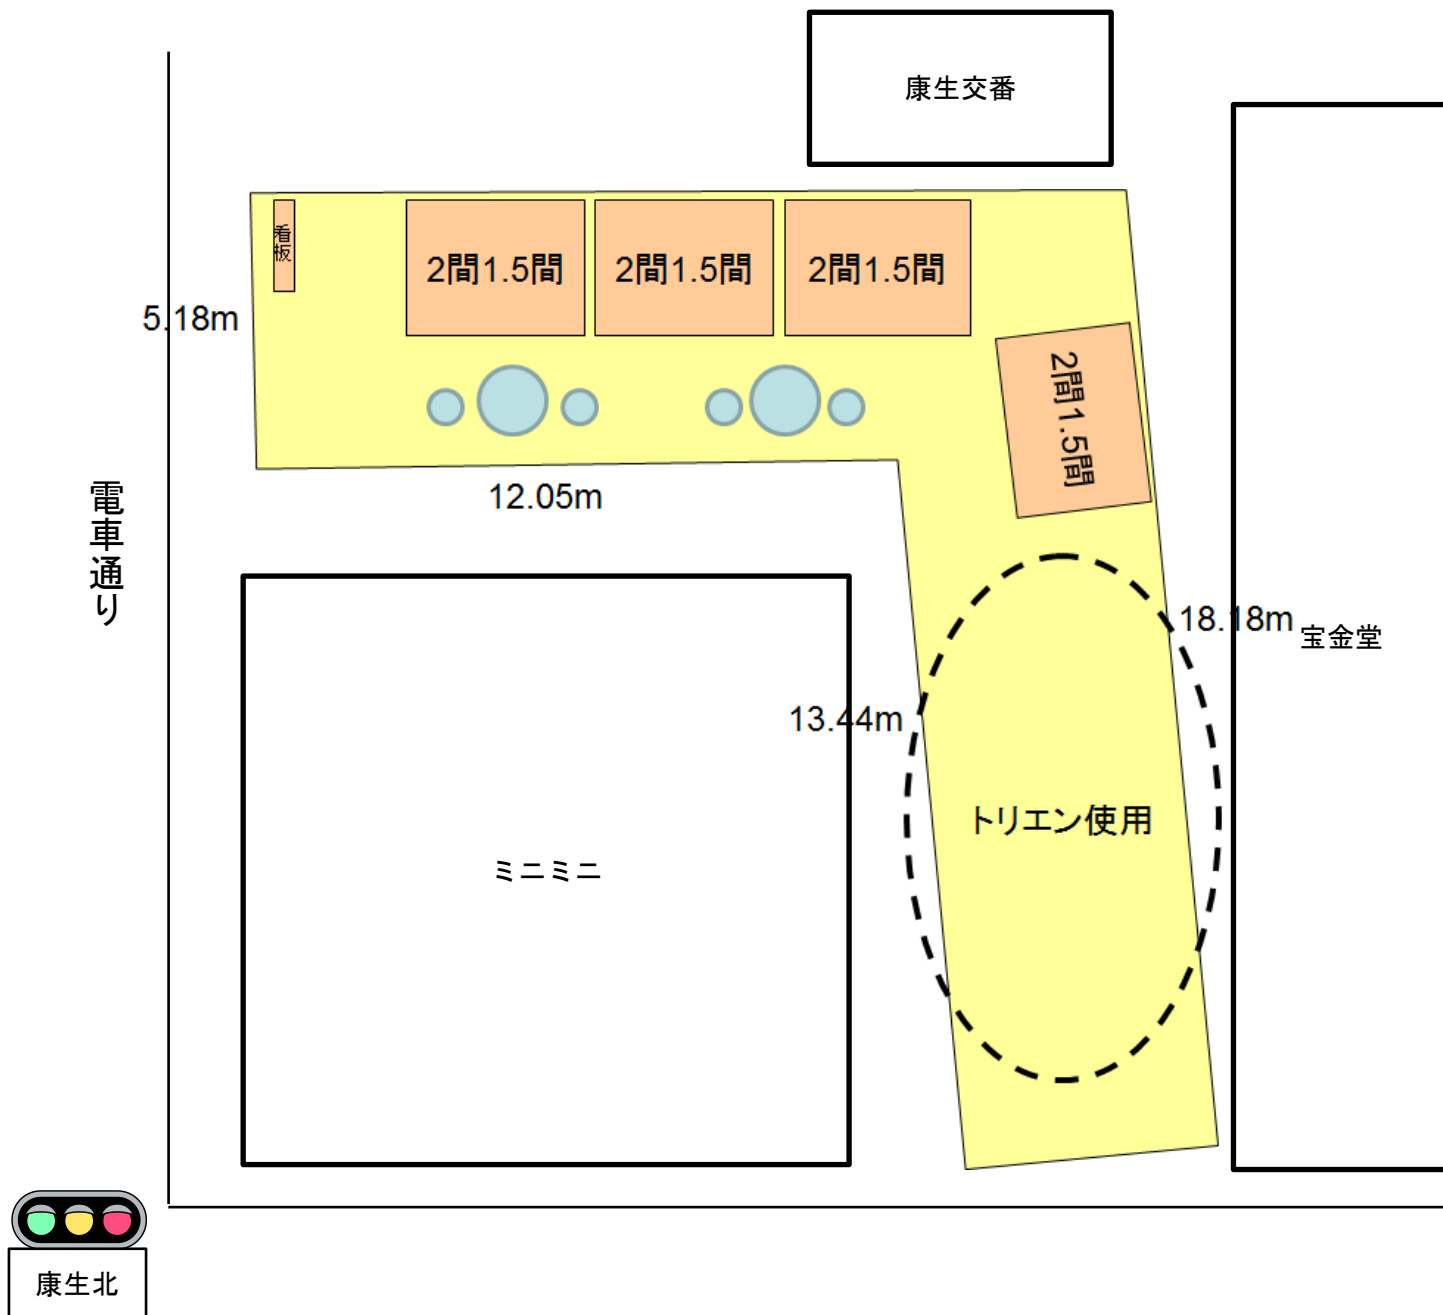 康生交番
看板
2間1.5間
2間1.5間
2間1.5間
5.18m
2間1.5間
12.05m
電車通り
18.18m
宝金堂
13.44m
トリエン使用
ミニミニ
康生北